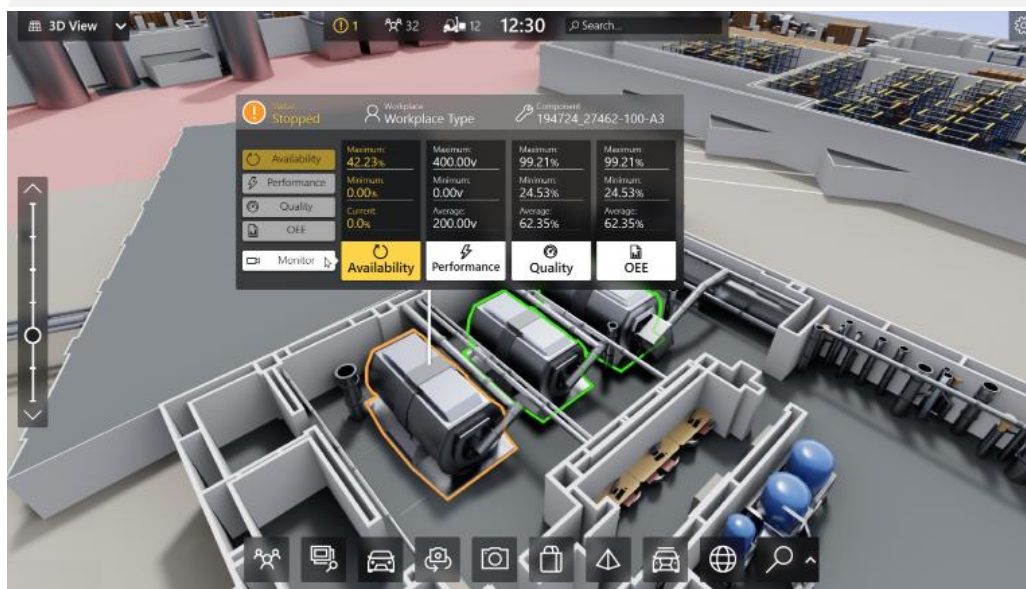 3D View
1
32
12
12:30
Search...
Status
Stopped
Workplace
Workplace Type
Component
194724_27462-100-A3
Availability
Performance
Quality
OEE
Monitor
Maximum:
42.23%
Minimum:
0.00%
Current:
0.0%
Availability
Maximum:
400.00v
Minimum:
0.00v
Average:
200.00v
Performance
Maximum:
99.21%
Minimum:
24.53%
Average:
62.35%
Quality
Maximum:
99.21%
Minimum:
24.53%
Average:
62.35%
OEE